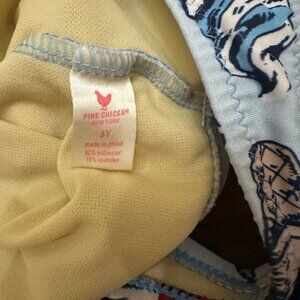 PINK CHICKEN
NEW YORK
3Y
made in china
82% polyester
18% spandex